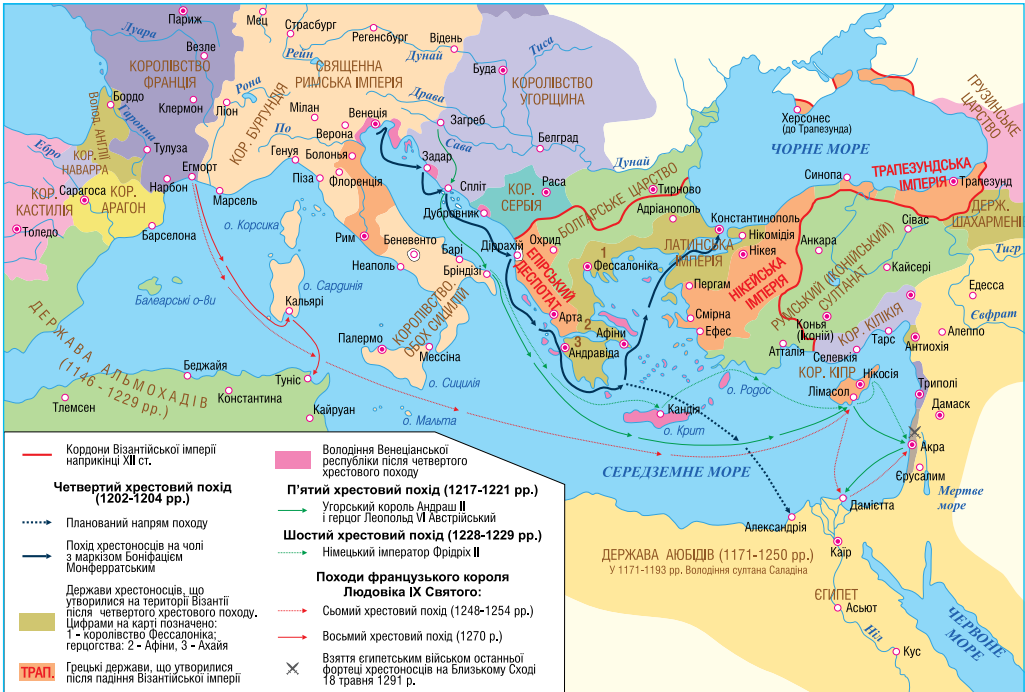 Париж
Мец
Страсбург
Регенсбург
Відень
Луара
Везле
Рейн
Дунай
Тиса
КОРОЛІВСТВО
ФРАНЦІЯ
СВЯЩЕННА
РИМСЬКА ІМПЕРІЯ
Буда
КОРОЛІВСТВО
УГОРЩИНА
Бордо
Клермон
Рона
Ліон
Мілан
Венеція
Драва
Загреб
Волод. Англії
Гаронна
КОР. БУРГУНДІЯ
По
Верона
Сава
Белград
Херсонес
(до Трапезунда)
ГРУЗИНСЬКЕ
ЦАРСТВО
Ебро
КОР.
НАВАРРА
Тулуза
Егморт
Генуя
Болонья
Задар
Дунай
ЧОРНЕ МОРЕ
КОР.
КАСТИЛІЯ
Сарагоса
КОР.
АРАГОН
Нарбон
Марсель
Піза
Флоренція
Спліт
КОР.
СЕРБІЯ
Раса
БОЛГАРСЬКЕ ЦАРСТВО
Тирново
Синопа
ТРАПЕЗУНДСЬКА
ІМПЕРІЯ
Трапезунд
Толедо
Барселона
о. Корсика
Рим
Дубровник
Адріанополь
Константинополь
ДЕРЖ.
ШАХАРМЕНІВ
Беневенто
Барі
Діррахій
Охрид
ЛАТИНСЬКА
ІМПЕРІЯ
Нікомідія
Нікея
Анкара
Сівас
Тигр
Неаполь
Бріндізі
ЕПІРСЬКИЙ
ДЕСПОТАТ
1
Фессалоніка
Пергам
НІКЕЙСЬКА
ІМПЕРІЯ
РУМСЬКИЙ (ІКОНІЙСЬКИЙ)
СУЛТАНАТ
Кайсері
Едесса
Балеарські о-ви
о. Сардинія
Кальярі
КОРОЛІВСТВО
ОБОХ СИЦИЛІЙ
Арта
2
Афіни
Смірна
Ефес
Конья
(Іконій)
КОР. КІЛІКІЯ
Євфрат
ДЕРЖАВА АЛЬМОХАДІВ
(1146 - 1229 рр.)
Палермо
Мессіна
3
Андравіда
Атталія
Селевкія
Тарс
Антиохія
Алеппо
Беджайя
Туніс
о. Сицилія
о. Родос
КОР. КІПР
Нікосія
Лімасол
Триполі
Тлемсен
Константина
Кайруан
о. Мальта
Кандія
о. Крит
Дамаск
Акра
СЕРЕДЗЕМНЕ МОРЕ
Єрусалим
Мертве
море
Александрія
Дамієтта
ДЕРЖАВА АЮБІДІВ (1171-1250 рр.)
У 1171-1193 рр. Володіння султана Саладіна
Каїр
ЄГИПЕТ
Асьют
Ніл
Кус
ЧЕРВОНЕ
МОРЕ
Кордони Візантійської імперії
наприкінці XII ст.
Четвертий хрестовий похід
(1202-1204 рр.)
Планований напрям походу
Похід хрестоносців на чолі
з маркізом Боніфацієм
Монферратським
Держави хрестоносців, що
утворилися на території Візантії
після четвертого хрестового походу.
Цифрами на карті позначено:
1 - королівство Фессалоніка;
герцогства: 2 - Афіни, 3 - Ахайя
ТРАП.
Грецькі держави, що утворилися
після падіння Візантійської імперії
Володіння Венеціанської
республіки після четвертого
хрестового походу
П'ятий хрестовий похід (1217-1221 рр.)
Угорський король Андраш II
і герцог Леопольд VI Австрійський
Шостий хрестовий похід (1228-1229 рр.)
Німецький імператор Фрідріх II
Походи французького короля
Людовіка IX Святого:
Сьомий хрестовий похід (1248-1254 рр.)
Восьмий хрестовий похід (1270 р.)
Взяття єгипетським військом останньої
фортеці хрестоносців на Близькому Сході
18 травня 1291 р.